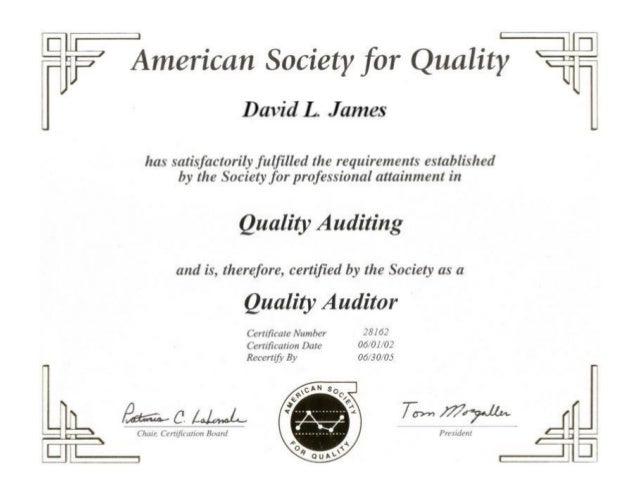 American Society for Quality
David L. James
has satisfactorily fulfilled the requirements established
by the Society for professional attainment in
Quality Auditing
and is, therefore, certified by the Society as a
Quality Auditor
Certificate Number 28162
Certification Date 06/01/02
Recertify By 06/30/05
C.
Chair, Certification Board
AMERICAN SOCIETY
FOR QUALITY
Tom
President